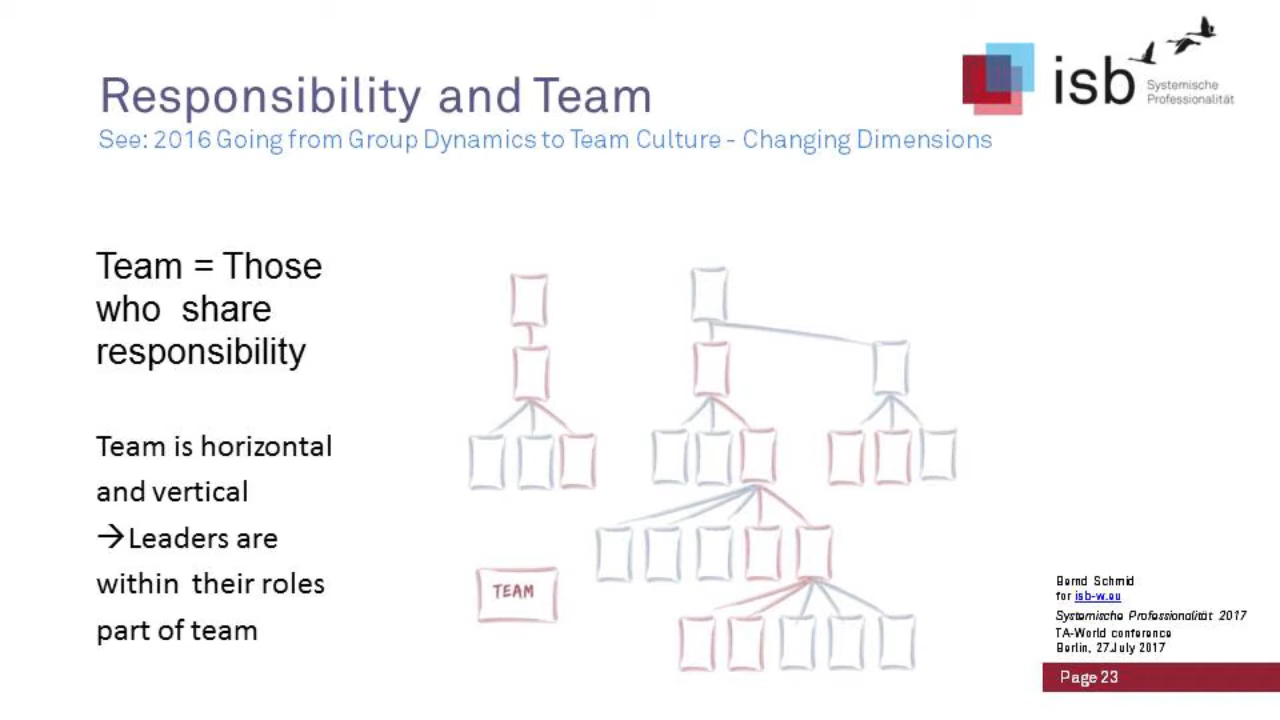 Responsibility and Team
See: 2016 Going from Group Dynamics to Team Culture - Changing Dimensions
isb
Systemische
Professionalität
Team = Those
who share
responsibility
Team is horizontal
and vertical
→Leaders are
within their roles
part of team
TEAM
Bernd Schmid
for isb-w.eu
Systemische Professionalität 2017
TA-World conference
Berlin, 27.July 2017
Page 23